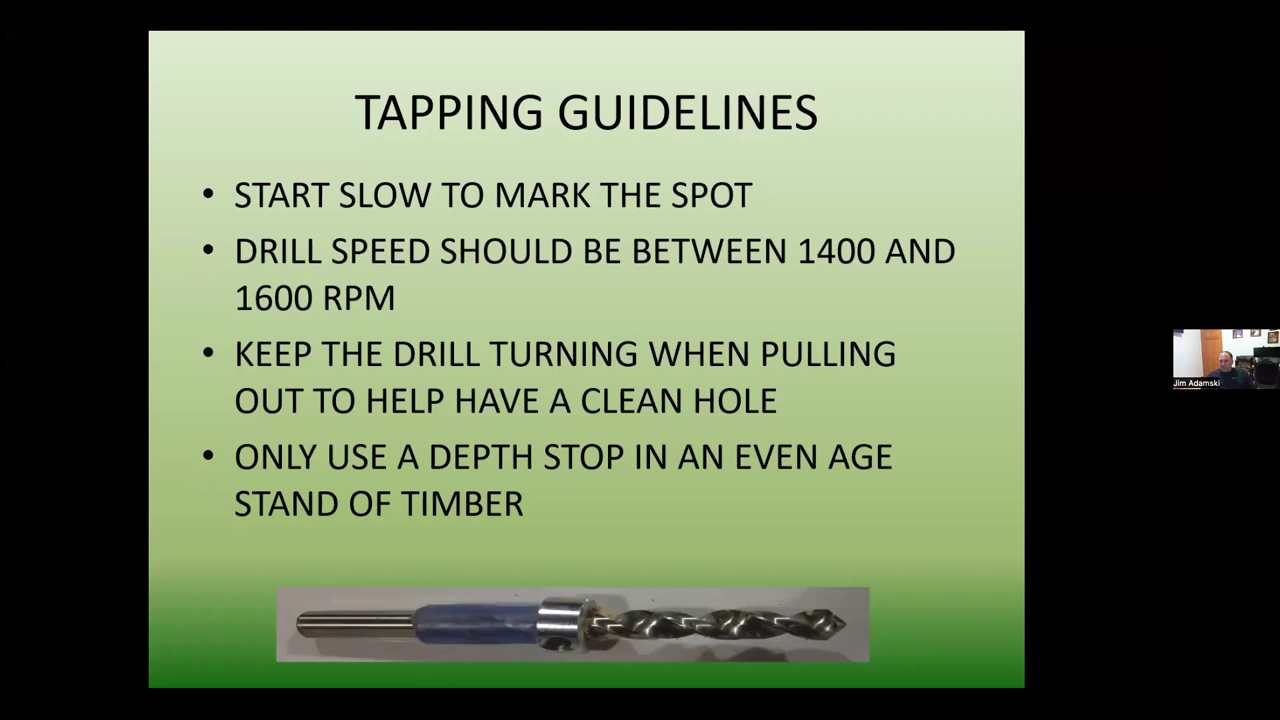 TAPPING GUIDELINES
• START SLOW TO MARK THE SPOT
• DRILL SPEED SHOULD BE BETWEEN 1400 AND
1600 RPM
• KEEP THE DRILL TURNING WHEN PULLING
OUT TO HELP HAVE A CLEAN HOLE
• ONLY USE A DEPTH STOP IN AN EVEN AGE
STAND OF TIMBER
Jim Adamski